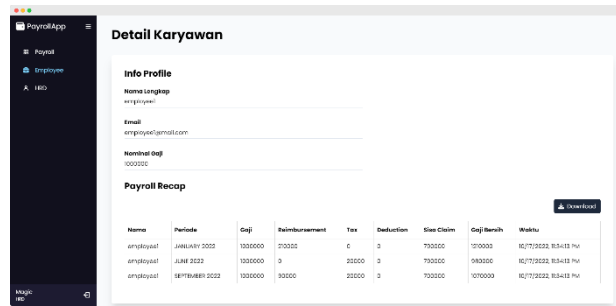 PayrollApp
Detail Karyawan
Payroll
Employee
HRD
Info Profile
Nama Lengkap
employee1
Email
employee1@mail.com
Nominal Gaji
1000000
Payroll Recap
Download
Nama Periode Gaji Reimbursement Tax Deduction Sisa Claim Gaji Bersih Waktu
employee1 JANUARY 2022 1000000 210000 0 0 790000 1210000 10/17/2022, 11:34:13 PM
employee1 JUNE 2022 1000000 0 20000 0 700000 980000 10/17/2022, 11:34:13 PM
employee1 SEPTEMBER 2022 1000000 90000 20000 0 700000 1070000 10/17/2022, 11:34:13 PM
Magic
HRD